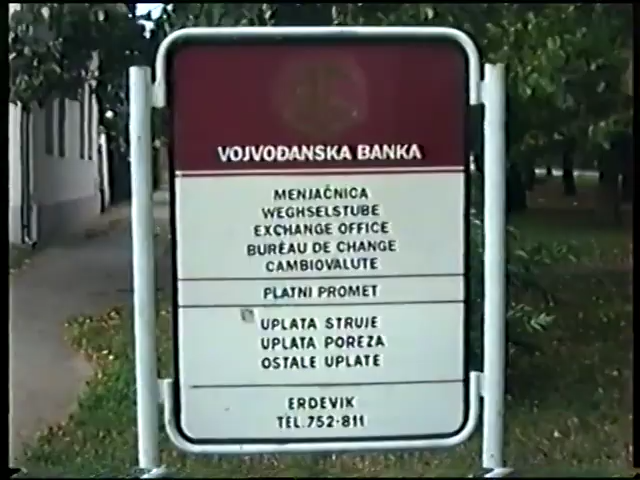 VOJVOĐANSKA BANKA
MENJAČNICA
WEGHSELSTUBE
EXCHANGE OFFICE
BUREAU DE CHANGE
CAMBIOVALUTE
PLATNI PROMET
UPLATA STRUJE
UPLATA POREZA
OSTALE UPLATE
ERDEVIK
TEL.752-811